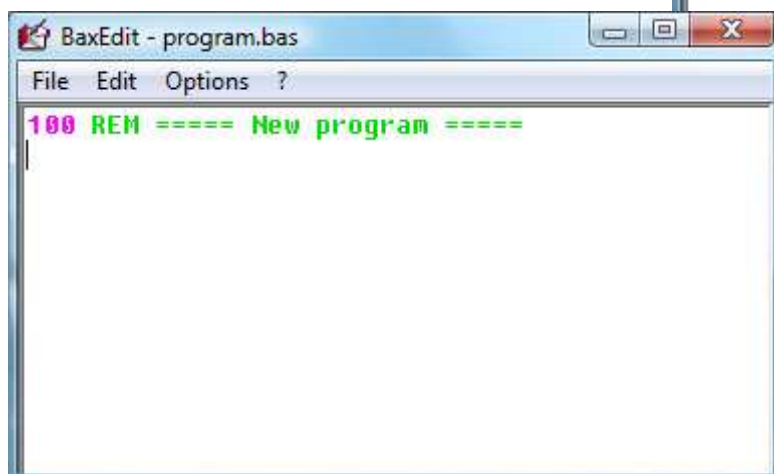 BaxEdit - program.bas
File Edit Options ?
100 REM ===== New program =====